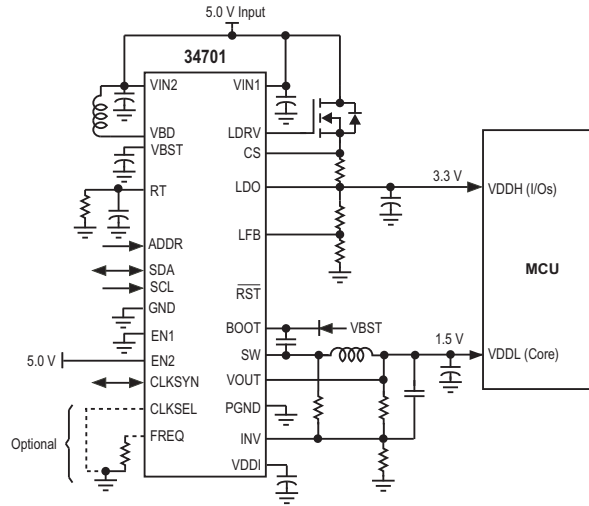 5.0 V Input
34701
VIN2
VIN1
VBD
LDRV
VBST
CS
RT
LDO
3.3 V
VDDH (I/Os)
ADDR
LFB
MCU
SDA
SCL
RST
GND
BOOT
VBST
EN1
1.5 V
5.0 V
EN2
SW
VDDL (Core)
CLKSYN
VOUT
CLKSEL
PGND
Optional
FREQ
INV
VDDI